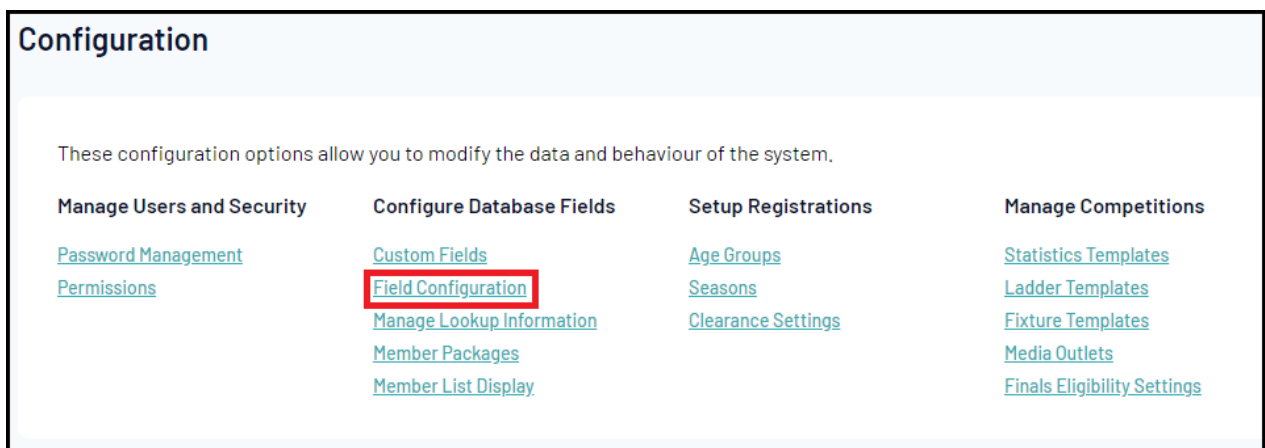 Configuration
These configuration options allow you to modify the data and behaviour of the system.
Manage Users and Security
Password Management
Permissions
Configure Database Fields
Custom Fields
Field Configuration
Manage Lookup Information
Member Packages
Member List Display
Setup Registrations
Age Groups
Seasons
Clearance Settings
Manage Competitions
Statistics Templates
Ladder Templates
Fixture Templates
Media Outlets
Finals Eligibility Settings